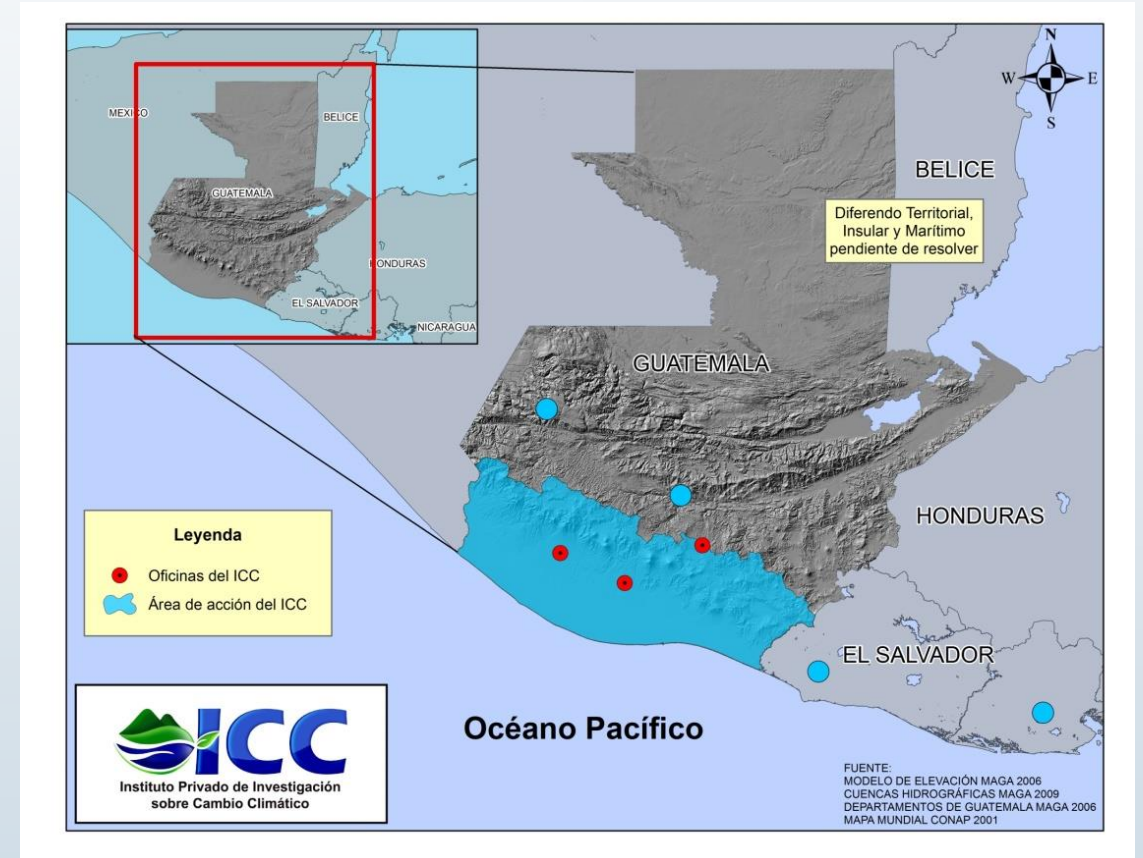 MEXICO
BELICE
GUATEMALA
HONDURAS
EL SALVADOR
NICARAGUA
N
W
E
S
BELICE
Diferendo Territorial,
Insular y Marítimo
pendiente de resolver
GUATEMALA
HONDURAS
EL SALVADOR
Leyenda
Oficinas del ICC
Área de acción del ICC
ICC
Instituto Privado de Investigación
sobre Cambio Climático
Océano Pacífico
FUENTE:
MODELO DE ELEVACIÓN MAGA 2006
CUENCAS HIDROGRÁFICAS MAGA 2009
DEPARTAMENTOS DE GUATEMALA MAGA 2006
MAPA MUNDIAL CONAP 2001